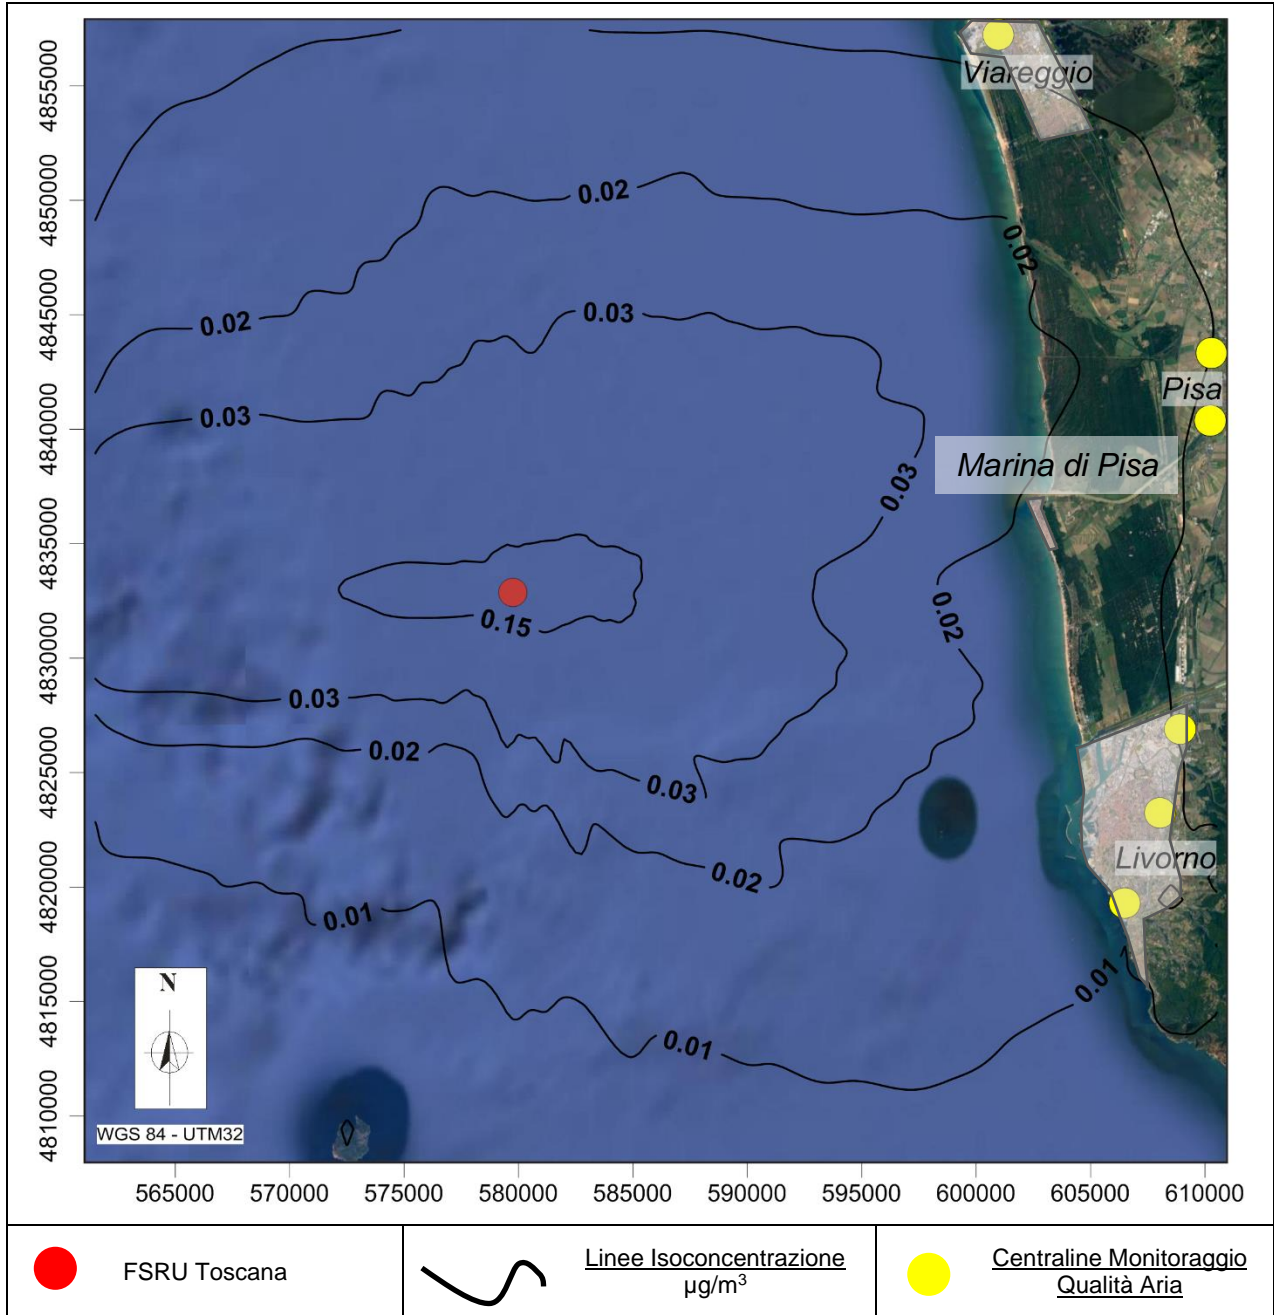 4855000
4850000
4845000
4840000
4835000
4830000
4825000
4820000
4815000
4810000
Viareggio
0.02
0.02
0.02
0.03
Pisa
0.03
Marina di Pisa
0.03
0.02
0.15
0.03
0.02
0.03
Livorno
0.02
0.01
0.01
0.01
N
WGS 84 - UTM32
565000 570000 575000 580000 585000 590000 595000 600000 605000 610000
FSRU Toscana
Linee Isoconcentrazione
µg/m³
Centraline Monitoraggio
Qualità Aria